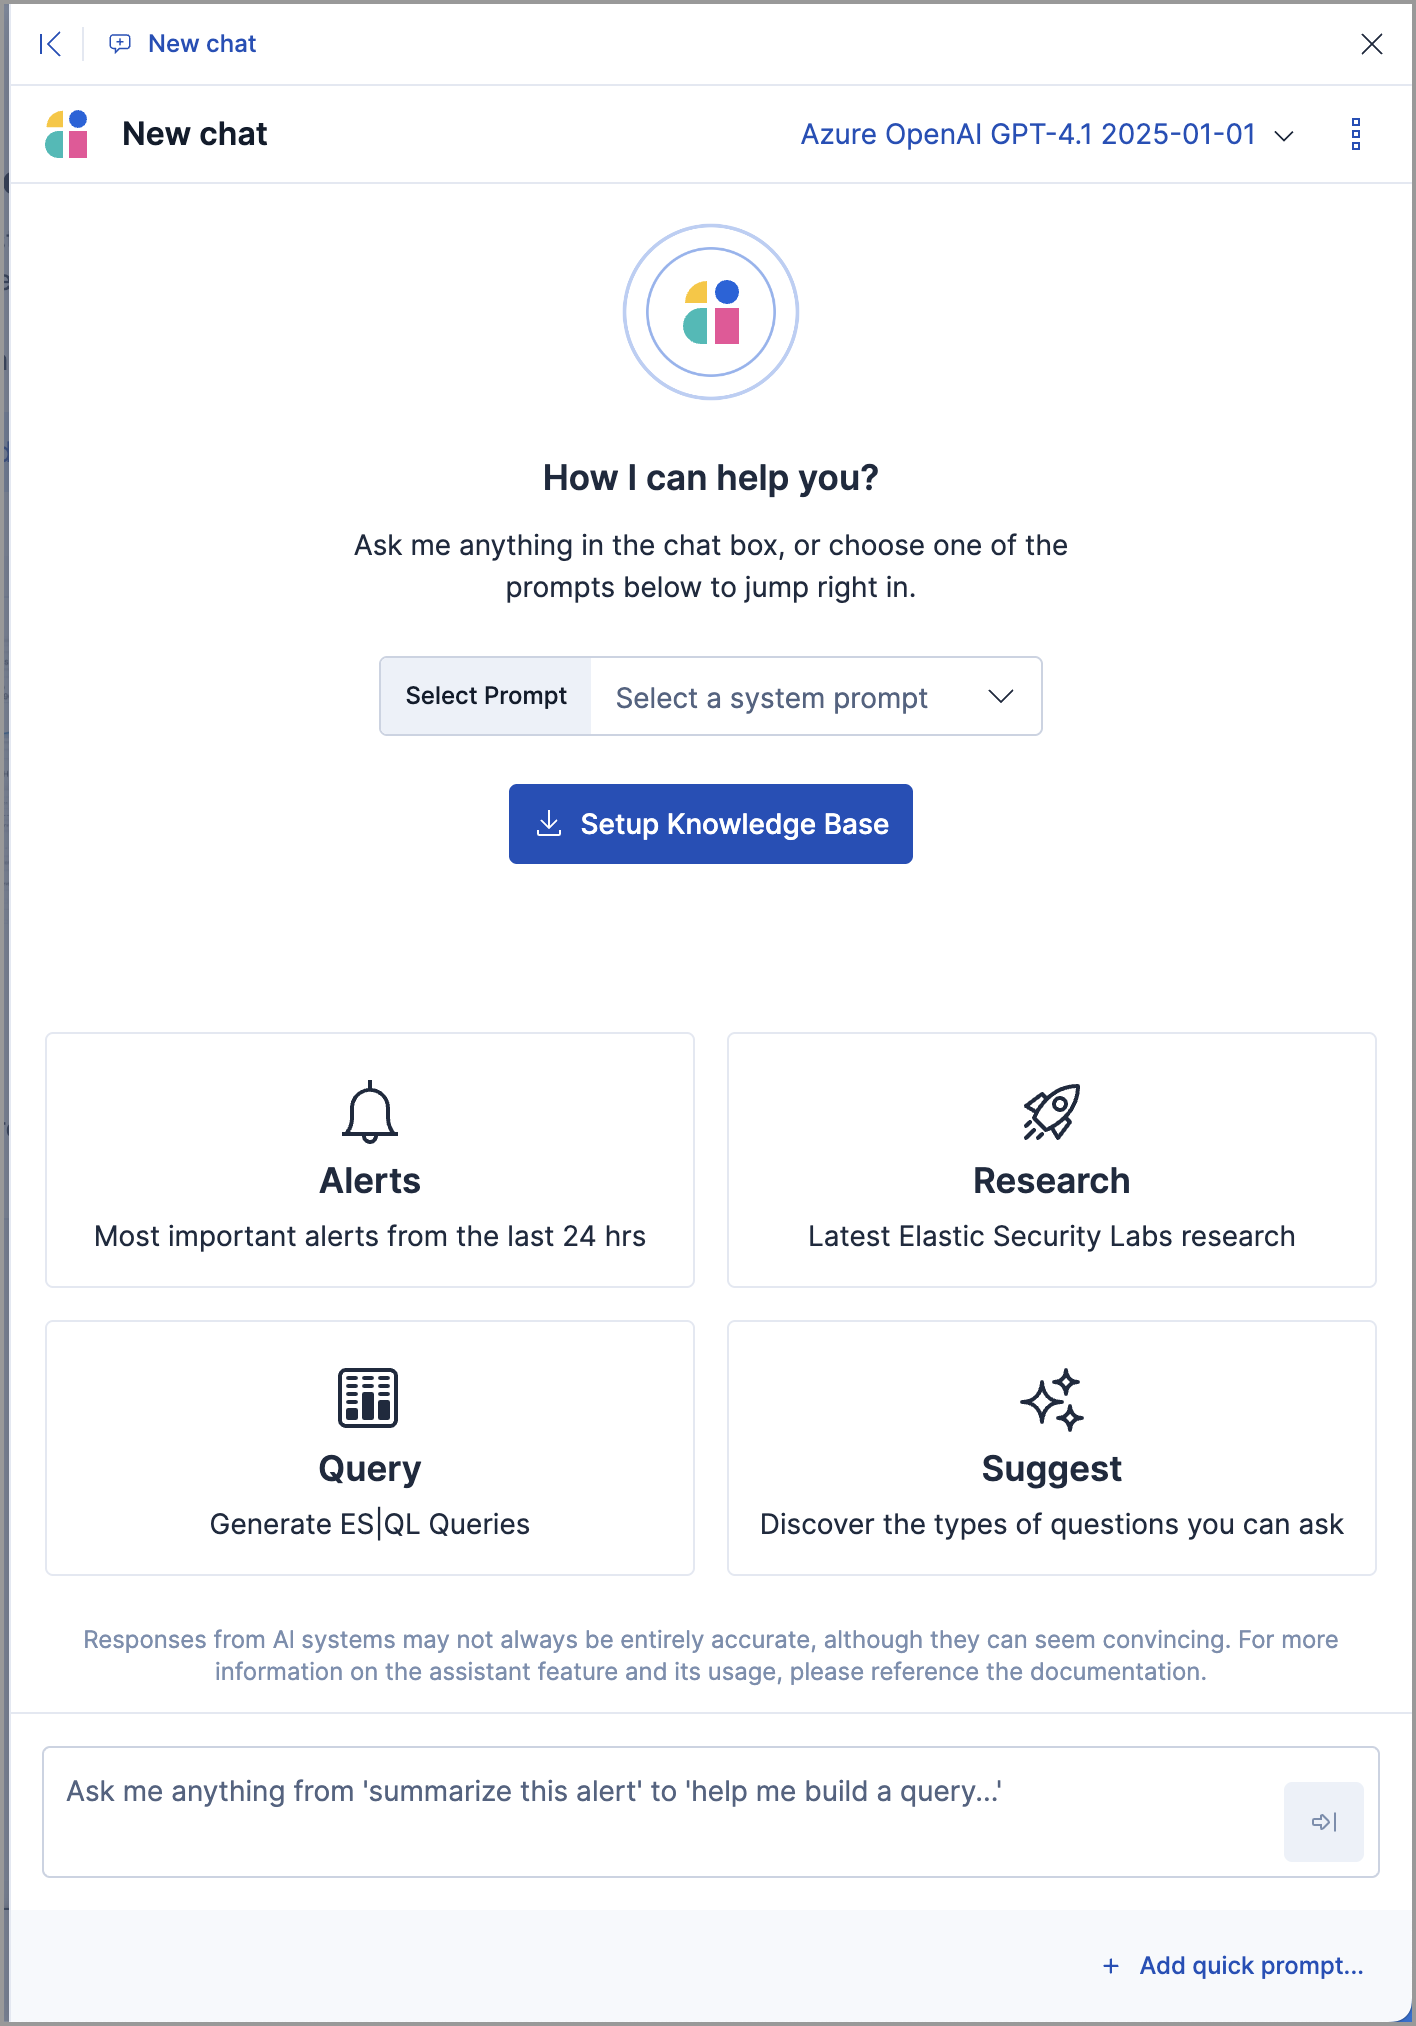 New chat
New chat
Azure OpenAI GPT-4.1 2025-01-01
How I can help you?
Ask me anything in the chat box, or choose one of the
prompts below to jump right in.
Select Prompt
Select a system prompt
Setup Knowledge Base
Alerts
Most important alerts from the last 24 hrs
Research
Latest Elastic Security Labs research
Query
Generate ES|QL Queries
Suggest
Discover the types of questions you can ask
Responses from AI systems may not always be entirely accurate, although they can seem convincing. For more
information on the assistant feature and its usage, please reference the documentation.
Ask me anything from 'summarize this alert' to 'help me build a query...'
+ Add quick prompt...